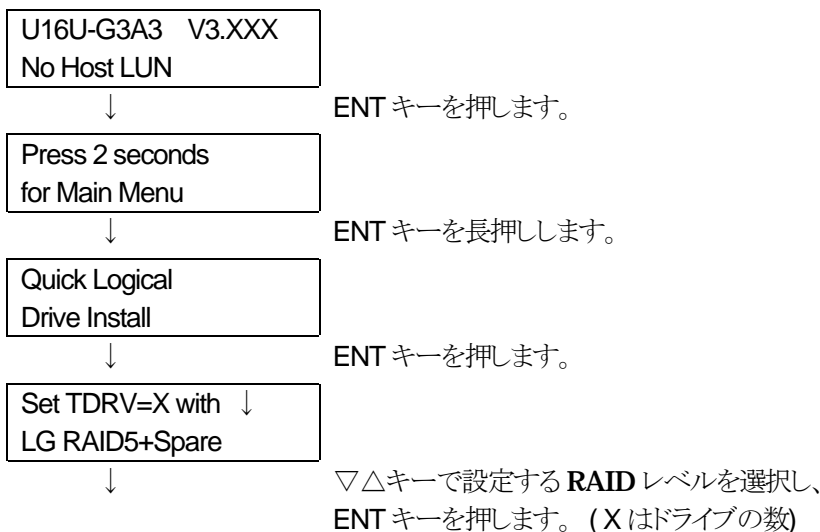 U16U-G3A3 V3.XXX
No Host LUN
↓ ENT キーを押します。
Press 2 seconds
for Main Menu
↓ ENT キーを長押しします。
Quick Logical
Drive Install
↓ ENT キーを押します。
Set TDRV=X with ↓
LG RAID5+Spare
↓ ▽△キーで設定する RAID レベルを選択し、
ENT キーを押します。 ( X はドライブの数)